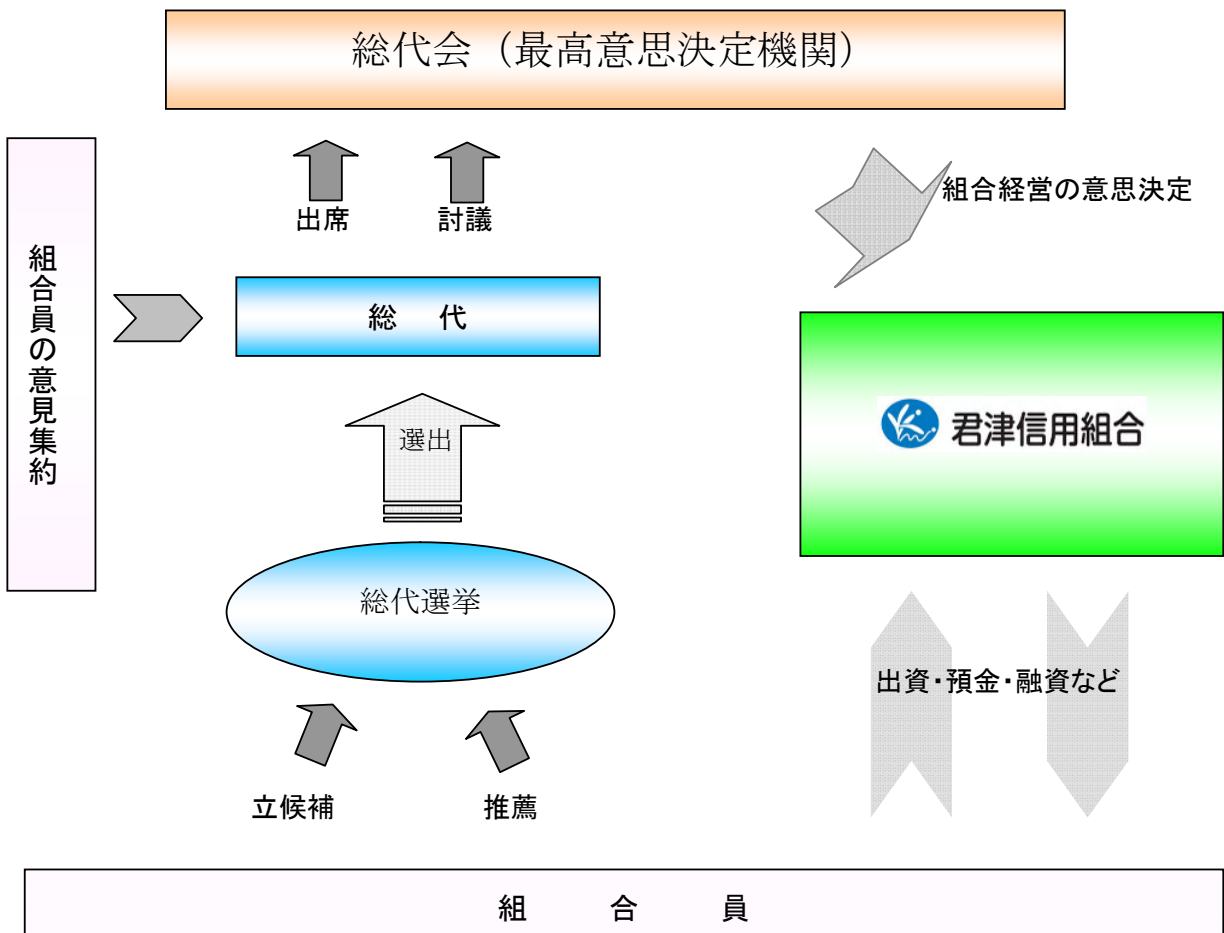 総代会（最高意思決定機関）
出席
討議
組合経営の意思決定
組合員の意見集約
総　代
君津信用組合
選出
総代選挙
出資・預金・融資など
立候補
推薦
組　合　員